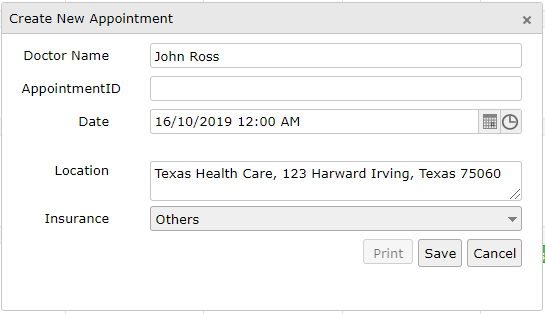 Create New Appointment ×
Doctor Name John Ross
AppointmentID
Date 16/10/2019 12:00 AM
Location Texas Health Care, 123 Harward Irving, Texas 75060
Insurance Others
Print Save Cancel